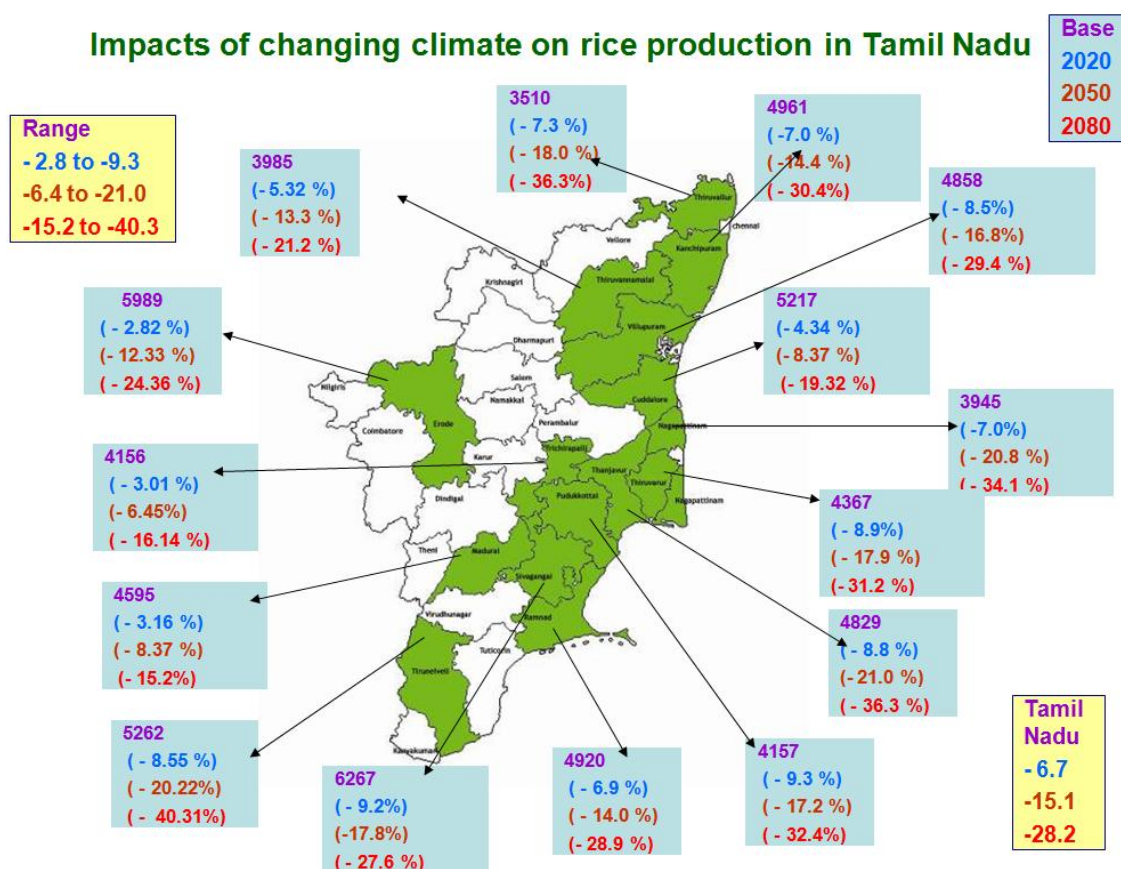 Impacts of changing climate on rice production in Tamil Nadu
Base
2020
2050
2080
Range
- 2.8 to -9.3
-6.4 to -21.0
-15.2 to -40.3
3510
( - 7.3 %)
( - 18.0 %)
(- 36.3%)
4961
( -7.0 %)
(-14.4 %)
( - 30.4%)
3985
( - 5.32 %)
( - 13.3 %)
( - 21.2 %)
4858
( - 8.5%)
( - 16.8%)
( - 29.4 %)
5989
( - 2.82 %)
(- 12.33 %)
( - 24.36 %)
5217
( -4.34 %)
( - 8.37 %)
( - 19.32 %)
3945
(-7.0%)
( - 20.8 %)
( - 34.1 %)
4156
( - 3.01 %)
( - 6.45%)
( - 16.14 %)
4367
( - 8.9%)
( - 17.9 %)
(- 31.2 %)
4595
( - 3.16 %)
( - 8.37 %)
(- 15.2%)
4829
(- 8.8 %)
(-21.0 %)
( - 36.3 %)
5262
( - 8.55 %)
( - 20.22%)
( - 40.31%)
6267
( - 9.2%)
(-17.8%)
( - 27.6 %)
4920
( - 6.9 %)
( - 14.0 %)
( -28.9 %)
4157
( - 9.3 %)
( - 17.2 %)
( - 32.4%)
Tamil
Nadu
- 6.7
-15.1
-28.2
Thiruvallur
chennai
Vellore
Kanchipuram
Krishnagiri
Thiruvannamalai
Dharmapuri
Villupuram
Salem
Nilgiris
Namakkal
Cuddalore
Erode
Perambalur
Coimbatore
Nagapattinam
Karur
Trichirapalli
Thanjavur
Thiruvarur
Dindigal
Pudukkottai
Nagapattinam
Theni
Madurai
Sivagangai
Virudhunagar
Ramnad
Tuticorin
Tirunelveli
Kanyakumari